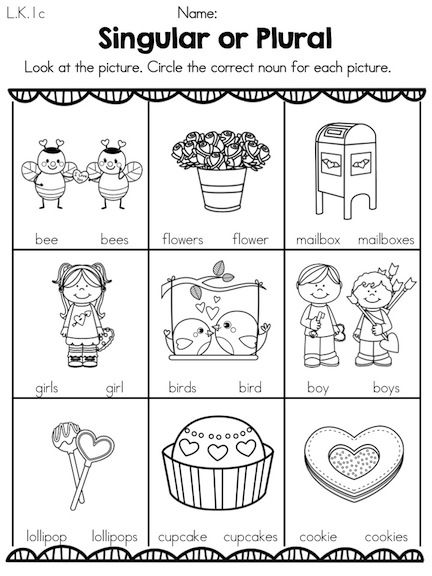 L.K.1c Name:
Singular or Plural
Look at the picture. Circle the correct noun for each picture.
bee bees flowers flower mailbox mailboxes
girls girl birds bird boy boys
lollipop lollipops cupcake cupcakes cookie cookies